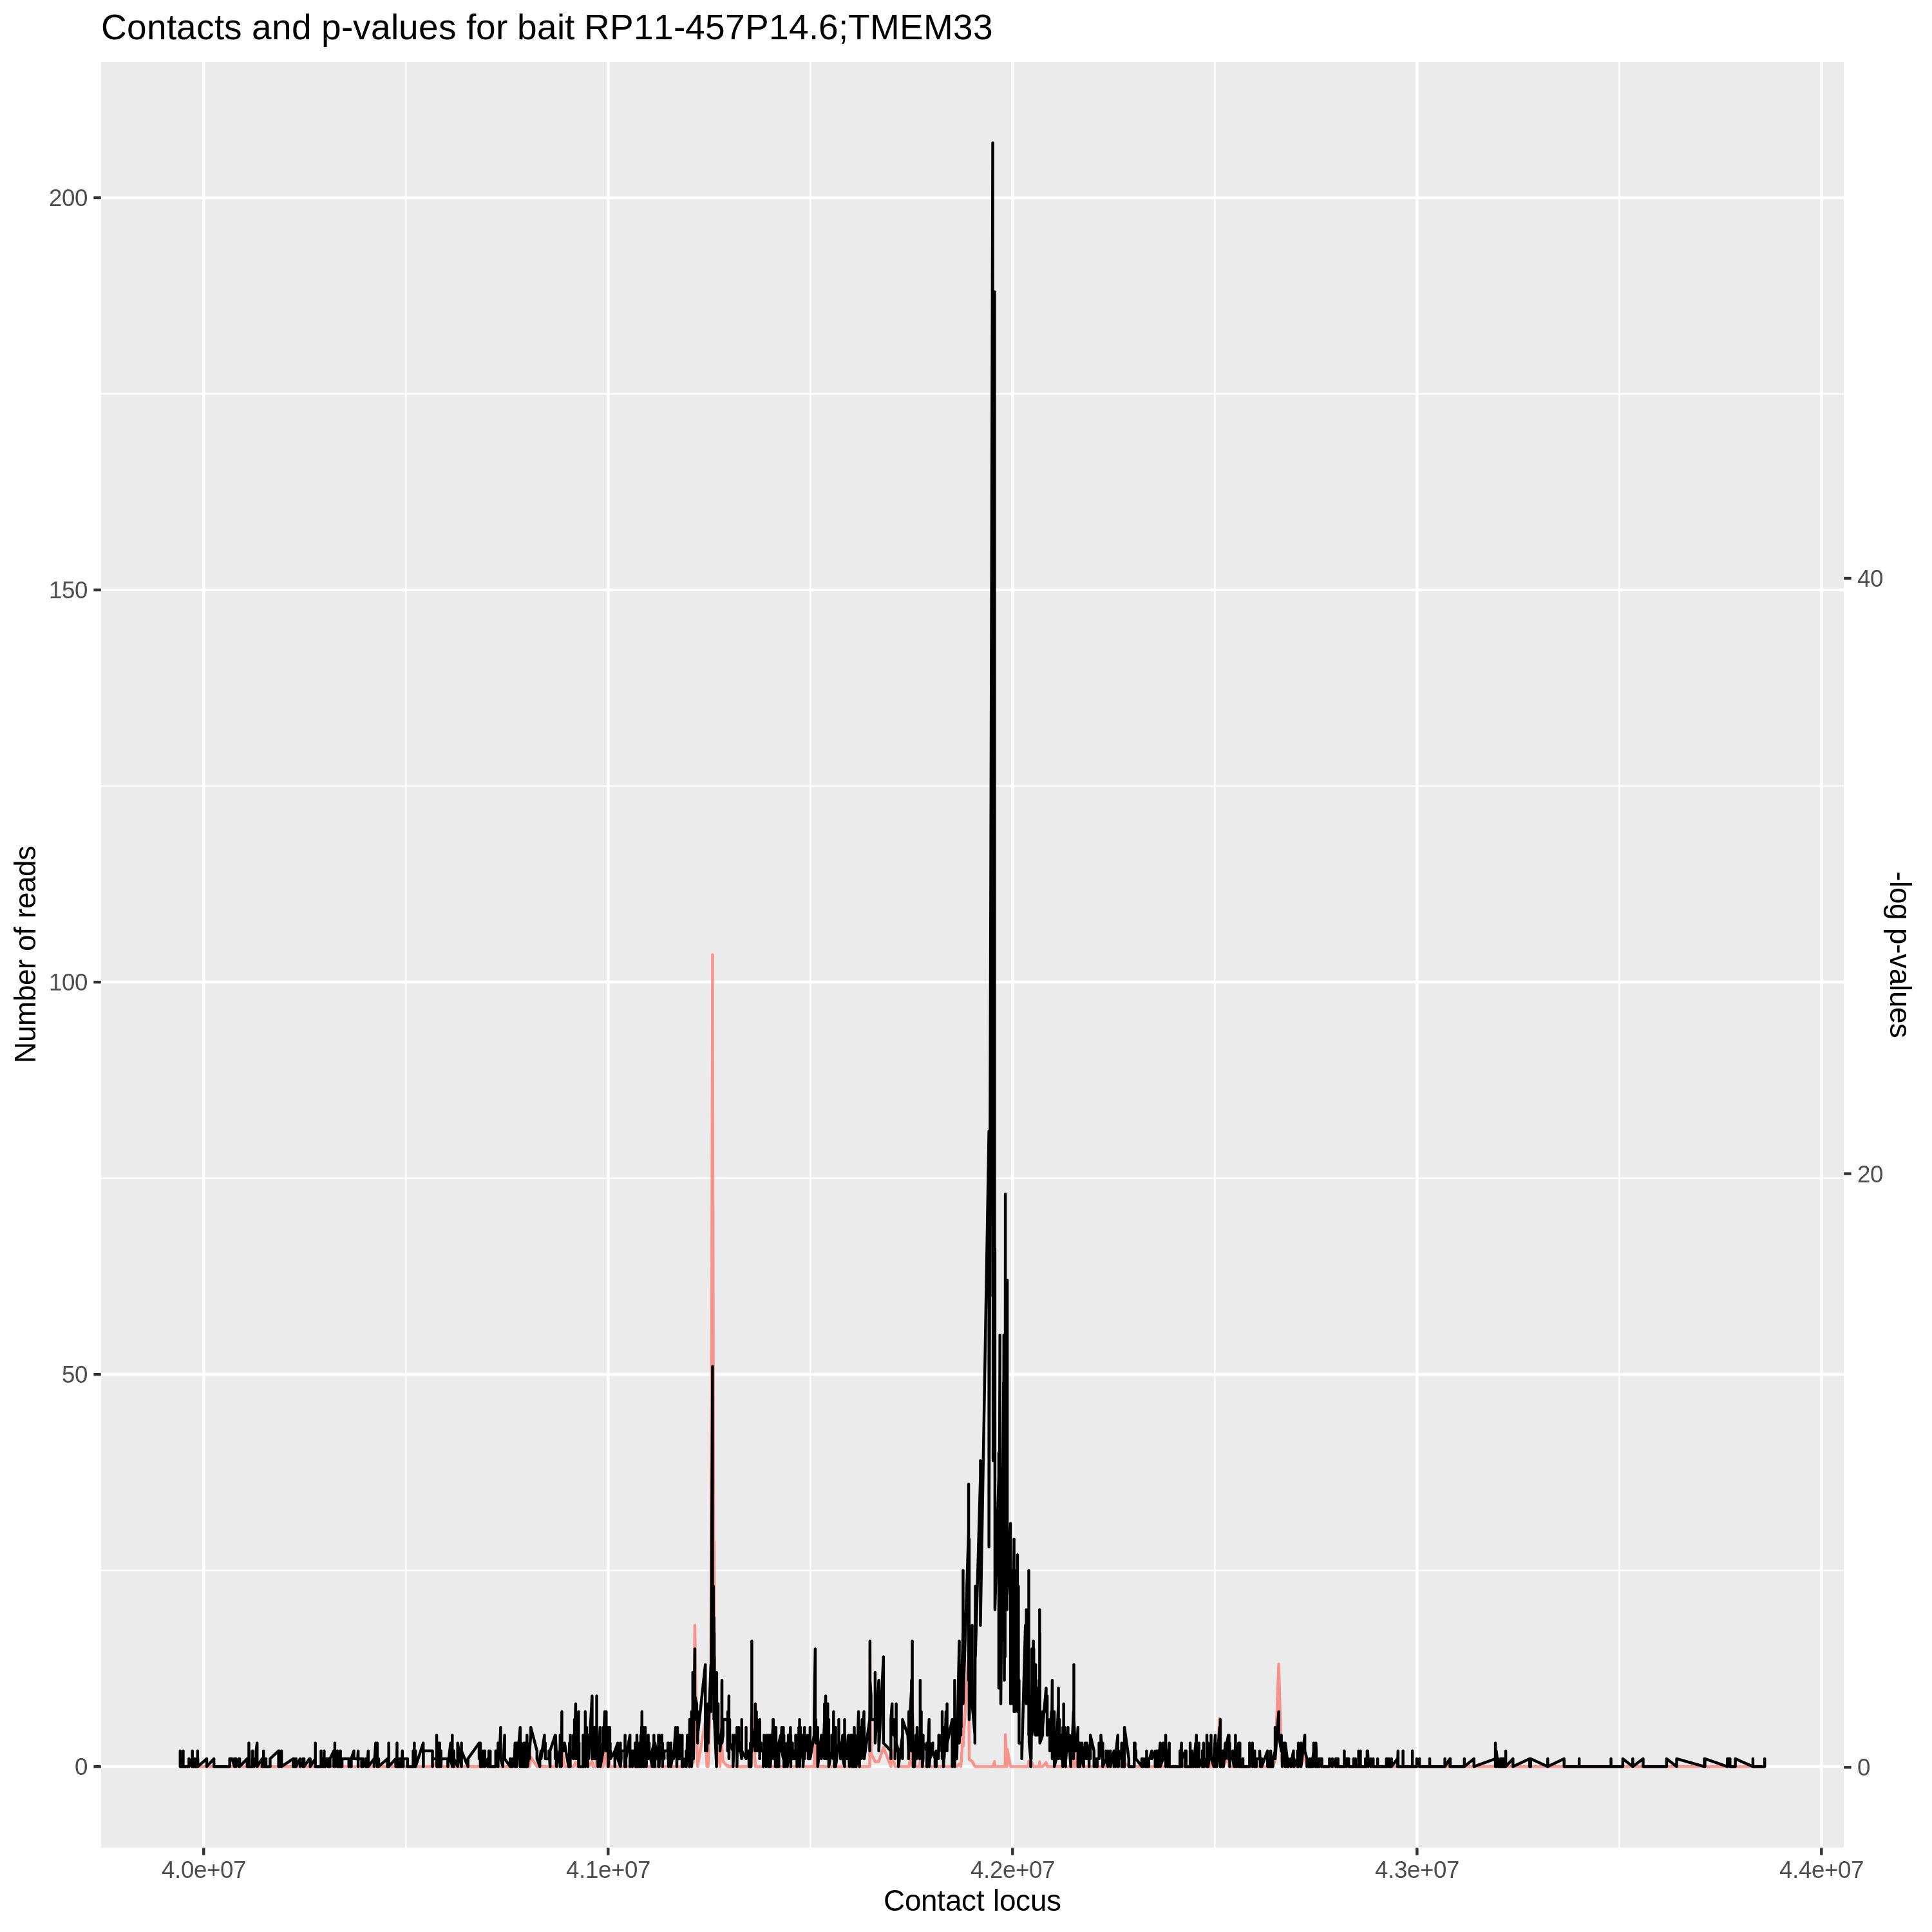 Contacts and p-values for bait RP11-457P14.6;TMEM33
200
150
100
50
0
Number of reads
40
20
0
-log p-values
4.0e+07
4.1e+07
4.2e+07
4.3e+07
4.4e+07
Contact locus